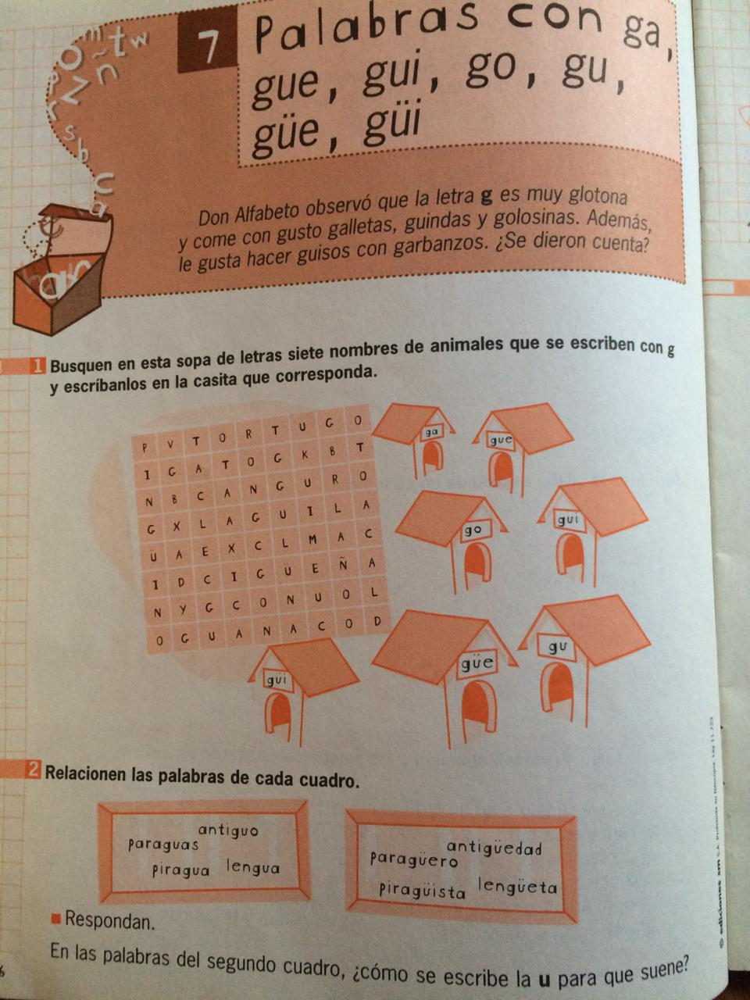 7
Palabras con ga,
gue, gui, go, gu,
güe, güi
Don Alfabeto observó que la letra g es muy glotona
y come con gusto galletas, guindas y golosinas. Además,
le gusta hacer guisos con garbanzos. ¿Se dieron cuenta?
1 Busquen en esta sopa de letras siete nombres de animales que se escriben con g
y escríbanlos en la casita que corresponda.
P V T O R T U G O
I G A T O G K B T
N B C A N G U R O
G X L A G U I L A
Ü A E X C L M A C
I D C I G Ü E Ñ A
N Y G C O N U O L
O G U A N A C O D
ga
gue
go
gui
güi
güe
gu
2 Relacionen las palabras de cada cuadro.
antiguo
paraguas
piragua lengua
antigüedad
paragüero
piragüista lengüeta
Respondan.
En las palabras del segundo cuadro, ¿cómo se escribe la u para que suene?
© ediciones sm S.A. Prohibida su fotocopia. Ley 11.723
6